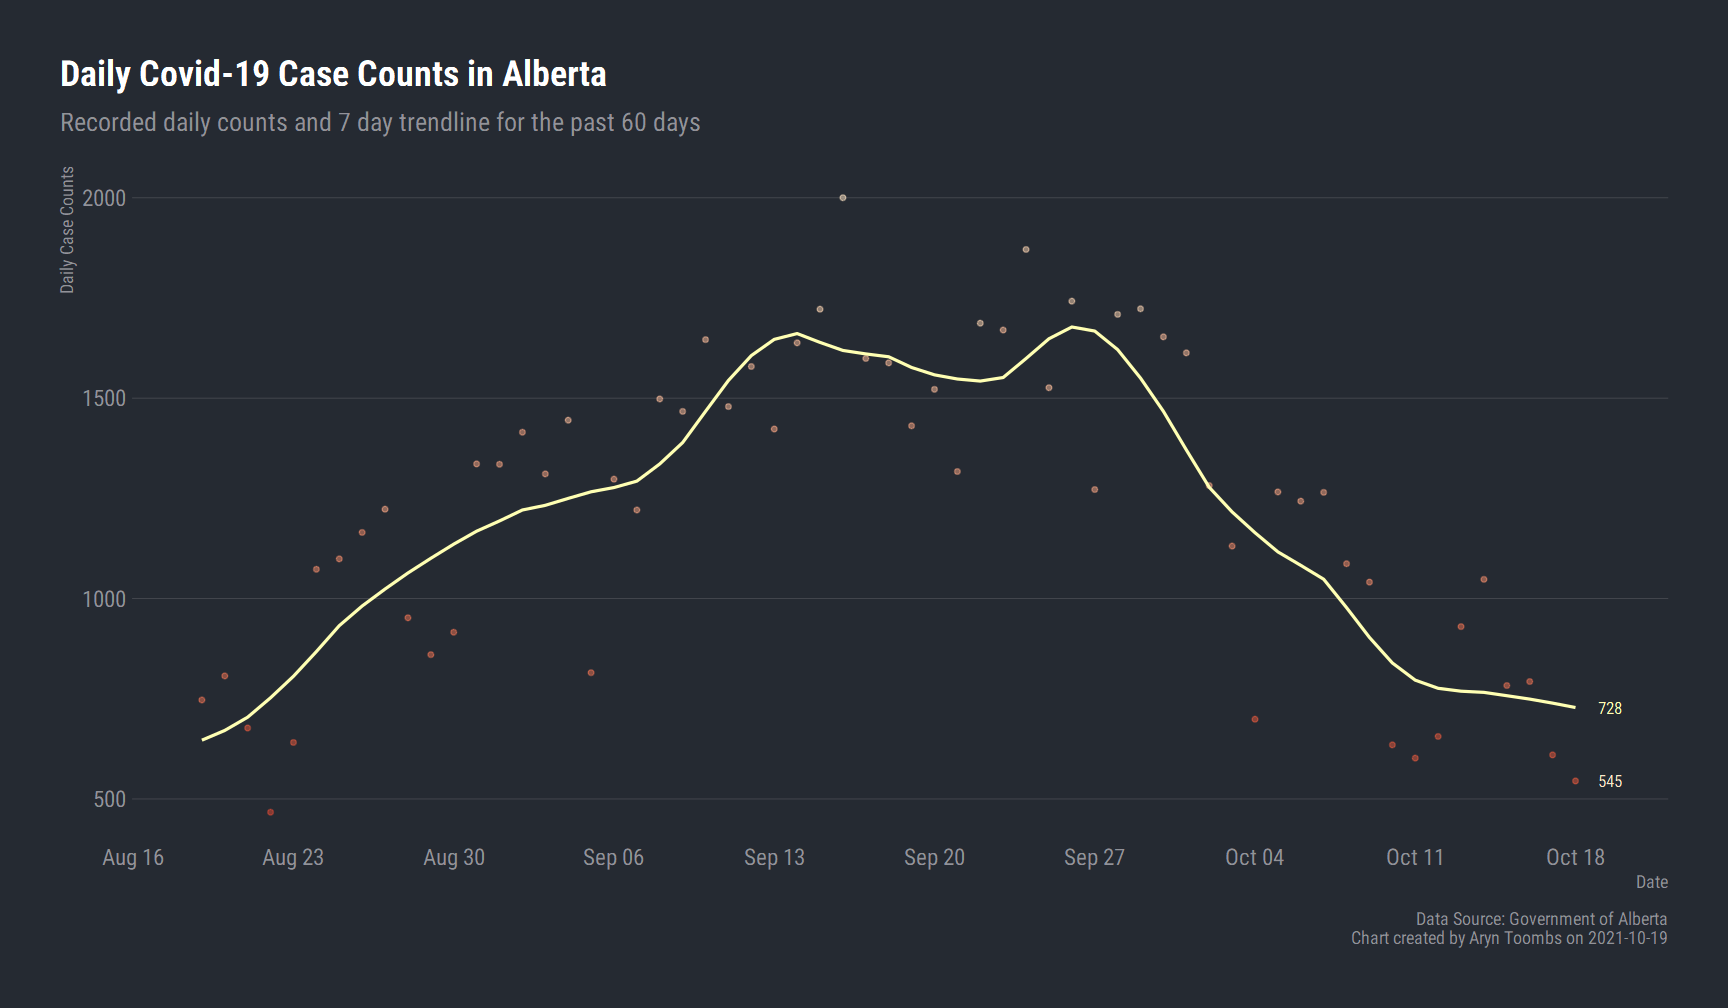 Daily Covid-19 Case Counts in Alberta
Recorded daily counts and 7 day trendline for the past 60 days
Daily Case Counts
2000
1500
1000
500
728
545
Aug 16 Aug 23 Aug 30 Sep 06 Sep 13 Sep 20 Sep 27 Oct 04 Oct 11 Oct 18
Date
Data Source: Government of Alberta
Chart created by Aryn Toombs on 2021-10-19